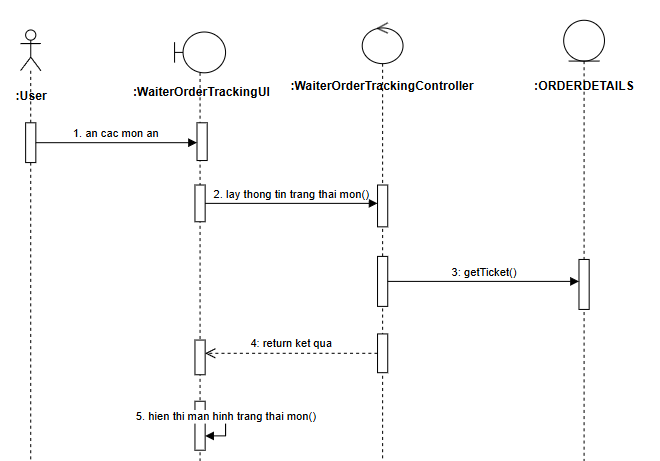 :User
:WaiterOrderTrackingUI
:WaiterOrderTrackingController
:ORDERDETAILS
1. an cac mon an
2. lay thong tin trang thai mon()
3: getTicket()
4: return ket qua
5. hien thi man hinh trang thai mon()